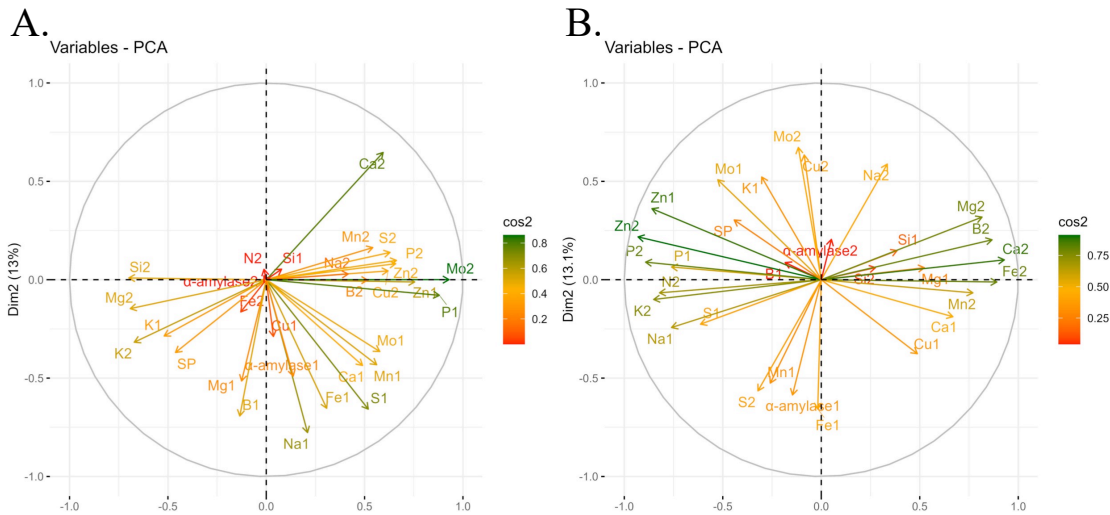 A.
Variables - PCA
1.0
0.5
0.0
-0.5
-1.0
Dim2 (13%)
-1.0
-0.5
0.0
0.5
1.0
Ca2
Mn2
S2
P2
N2
Si1
Na2
Zn2
Mo2
Si2
α-amylase2
Mg2
Fe2
B2
Cu2
Zn1
P1
K1
Cu1
K2
SP
Mo1
α-amylase1
Ca1
Mn1
Mg1
B1
Fe1
S1
Na1
cos2
0.8
0.6
0.4
0.2
B.
Variables - PCA
1.0
0.5
0.0
-0.5
-1.0
Dim2 (13.1%)
-1.0
-0.5
0.0
0.5
1.0
Mo2
Mo1
Cu2
K1
Na2
Zn1
SP
Mg2
Zn2
Si1
B2
P2
P1
α-amylase2
Ca2
B1
Si2
Mg1
Fe2
N2
K2
Mn2
Na1
S1
Ca1
Cu1
Mn1
S2
α-amylase1
Fe1
cos2
0.75
0.50
0.25